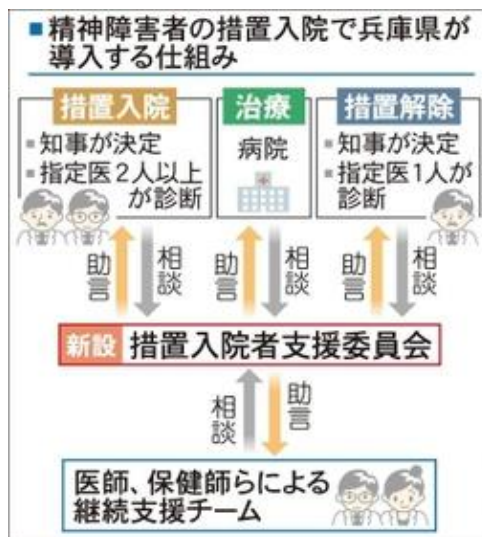 ■精神障害者の措置入院で兵庫県が
導入する仕組み
措置入院
■知事が決定
■指定医2人以上
が診断
治療
病院
措置解除
■知事が決定
■指定医1人が
診断
助言
相談
助言
相談
助言
相談
新設 措置入院者支援委員会
相談
助言
医師、保健師らによる
継続支援チーム